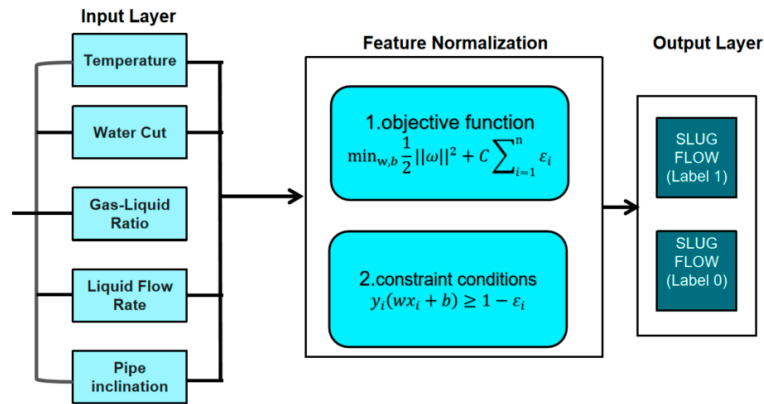 Input Layer
Temperature
Water Cut
Gas-Liquid
Ratio
Liquid Flow
Rate
Pipe
inclination
Feature Normalization
1.objective function
min_{w,b} \frac{1}{2} ||ω||^2 + C \sum_{i=1}^{n} ε_i
2.constraint conditions
y_i(wx_i + b) ≥ 1 − ε_i
Output Layer
SLUG
FLOW
(Label 1)
SLUG
FLOW
(Label 0)